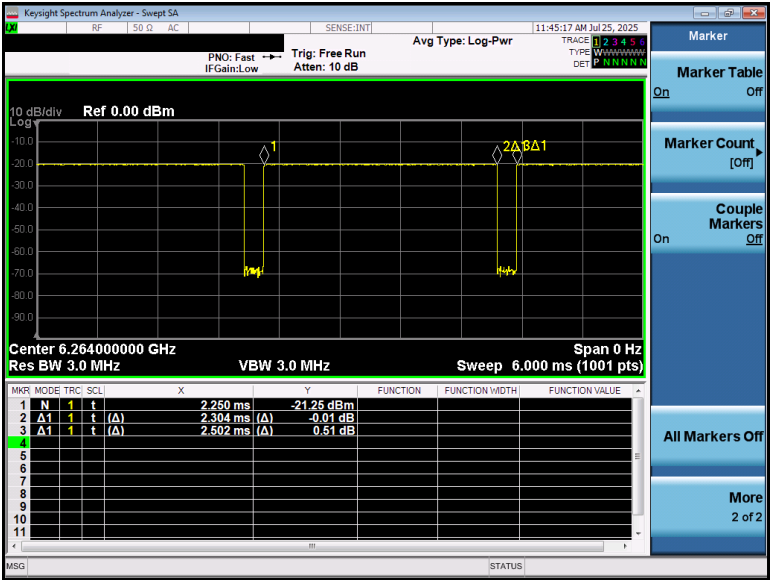 Keysight Spectrum Analyzer - Swept SA
LXI
RF
50 Ω
AC
SENSE:INT
11:45:17 AM Jul 25, 2025
PNO: Fast
IFGain:Low
Trig: Free Run
Atten: 10 dB
Avg Type: Log-Pwr
TRACE 1 2 3 4 5 6
TYPE WWWWWW
DET P N N N N N
10 dB/div
Log
Ref 0.00 dBm
-10.0
-20.0
-30.0
-40.0
-50.0
-60.0
-70.0
-80.0
-90.0
1
2Δ1
3Δ1
Center 6.264000000 GHz
Span 0 Hz
Res BW 3.0 MHz
VBW 3.0 MHz
Sweep 6.000 ms (1001 pts)
MKR MODE TRC SCL X Y FUNCTION FUNCTION WIDTH FUNCTION VALUE
1 N 1 t 2.250 ms -21.25 dBm
2 Δ1 1 t (Δ) 2.304 ms (Δ) -0.01 dB
3 Δ1 1 t (Δ) 2.502 ms (Δ) 0.51 dB
4
5
6
7
8
9
10
11
MSG
STATUS
Marker
Marker Table
On Off
Marker Count
[Off]
Couple
Markers
On Off
All Markers Off
More
2 of 2